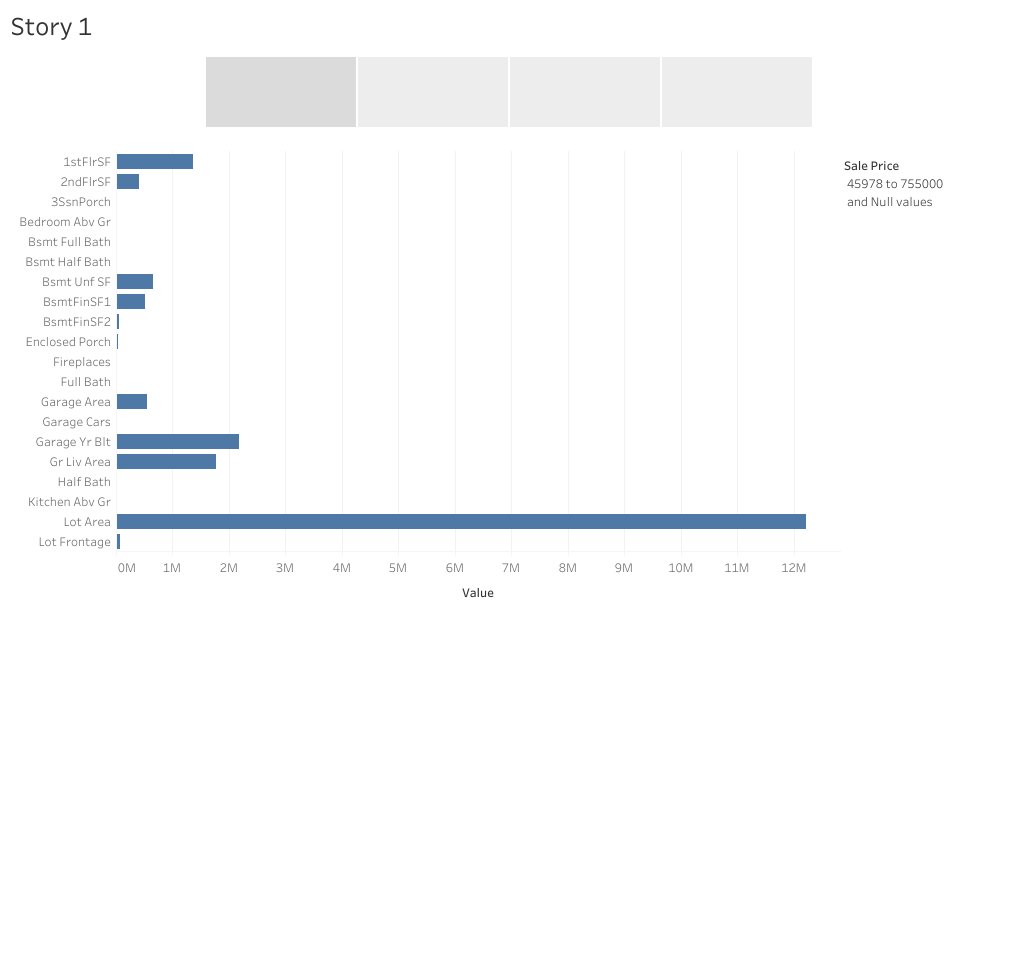 Story 1
1stFlrSF
2ndFlrSF
3SsnPorch
Bedroom Abv Gr
Bsmt Full Bath
Bsmt Half Bath
Bsmt Unf SF
BsmtFinSF1
BsmtFinSF2
Enclosed Porch
Fireplaces
Full Bath
Garage Area
Garage Cars
Garage Yr Blt
Gr Liv Area
Half Bath
Kitchen Abv Gr
Lot Area
Lot Frontage
0M 1M 2M 3M 4M 5M 6M 7M 8M 9M 10M 11M 12M
Value
Sale Price
45978 to 755000
and Null values